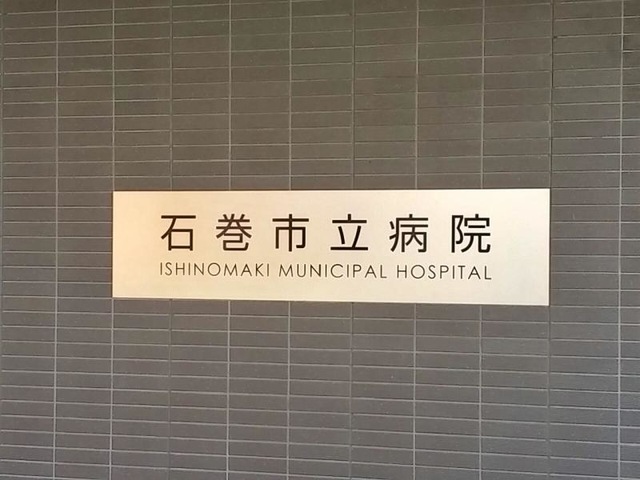 石巻市立病院
ISHINOMAKI MUNICIPAL HOSPITAL